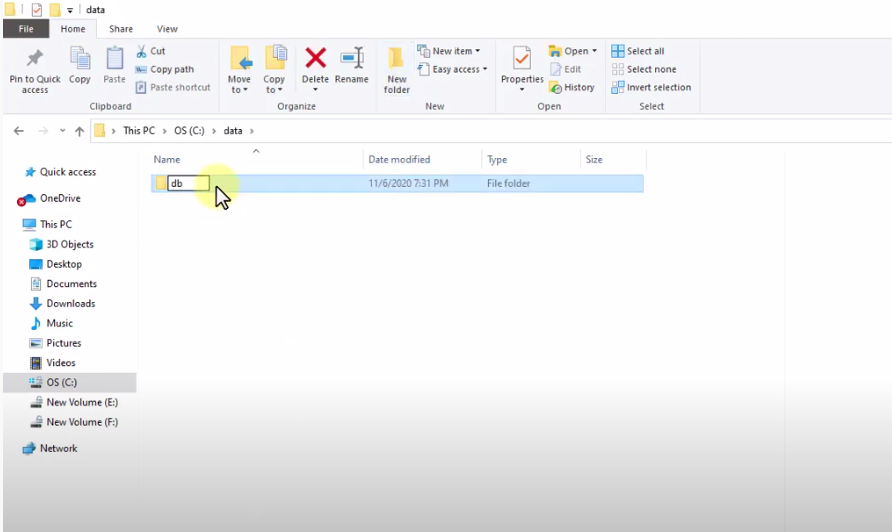 data
File Home Share View
Pin to Quick access
Copy
Paste
Cut
Copy path
Paste shortcut
Clipboard
Move to
Copy to
Delete
Rename
Organize
New folder
New item
Easy access
New
Properties
Open
Edit
History
Open
Select all
Select none
Invert selection
Select
This PC > OS (C:) > data >
Name Date modified Type Size
db 11/6/2020 7:31 PM File folder
Quick access
OneDrive
This PC
3D Objects
Desktop
Documents
Downloads
Music
Pictures
Videos
OS (C:)
New Volume (E:)
New Volume (F:)
Network